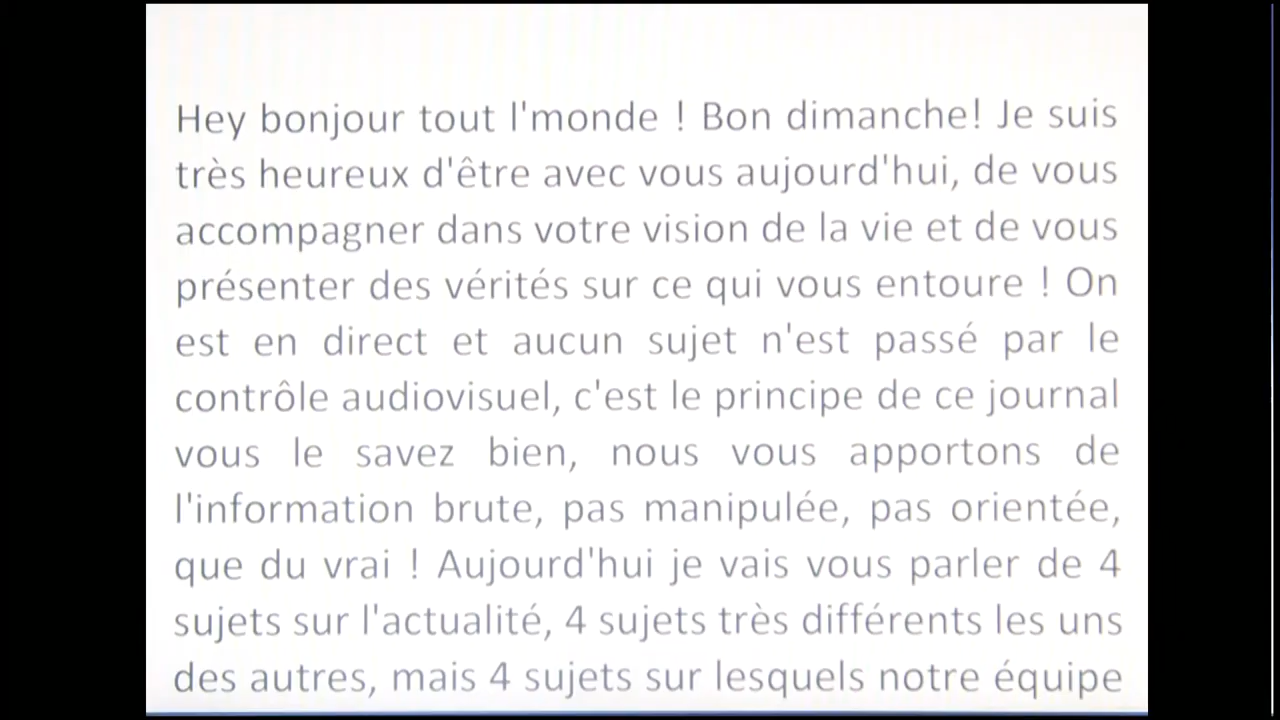 Hey bonjour tout l'monde ! Bon dimanche! Je suis
très heureux d'être avec vous aujourd'hui, de vous
accompagner dans votre vision de la vie et de vous
présenter des vérités sur ce qui vous entoure ! On
est en direct et aucun sujet n'est passé par le
contrôle audiovisuel, c'est le principe de ce journal
vous le savez bien, nous vous apportons de
l'information brute, pas manipulée, pas orientée,
que du vrai ! Aujourd'hui je vais vous parler de 4
sujets sur l'actualité, 4 sujets très différents les uns
des autres, mais 4 sujets sur lesquels notre équipe